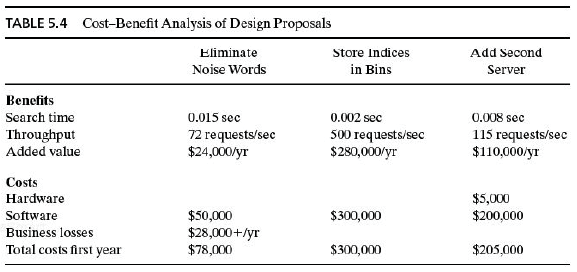 TABLE 5.4 Cost–Benefit Analysis of Design Proposals
Eliminate Store Indices Add Second
Noise Words in Bins Server
Benefits
Search time 0.015 sec 0.002 sec 0.008 sec
Throughput 72 requests/sec 500 requests/sec 115 requests/sec
Added value $24,000/yr $280,000/yr $110,000/yr
Costs
Hardware $5,000
Software $50,000 $300,000 $200,000
Business losses $28,000+/yr
Total costs first year $78,000 $300,000 $205,000